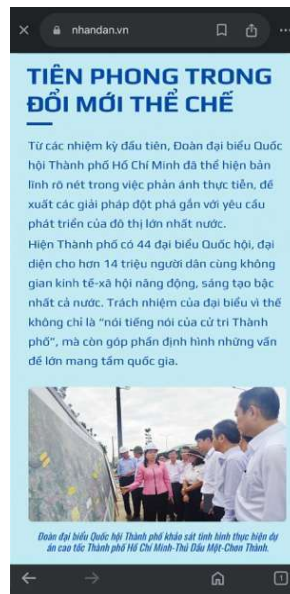 nhandan.vn
TIÊN PHONG TRONG
ĐỔI MỚI THỂ CHẾ
Từ các nhiệm kỳ đầu tiên, Đoàn đại biểu Quốc
hội Thành phố Hồ Chí Minh đã thể hiện bản
lĩnh rõ nét trong việc phản ánh thực tiễn, đề
xuất các giải pháp đột phá gắn với yêu cầu
phát triển của đô thị lớn nhất nước.
Hiện Thành phố có 44 đại biểu Quốc hội, đại
diện cho hơn 14 triệu người dân cùng không
gian kinh tế-xã hội năng động, sáng tạo bậc
nhất cả nước. Trách nhiệm của đại biểu vì thế
không chỉ là “nói tiếng nói của cử tri Thành
phố”, mà còn góp phần định hình những vấn
đề lớn mang tầm quốc gia.
Đoàn đại biểu Quốc hội Thành phố khảo sát tình hình thực hiện dự
án cao tốc Thành phố Hồ Chí Minh-Thủ Dầu Một-Chơn Thành.
1